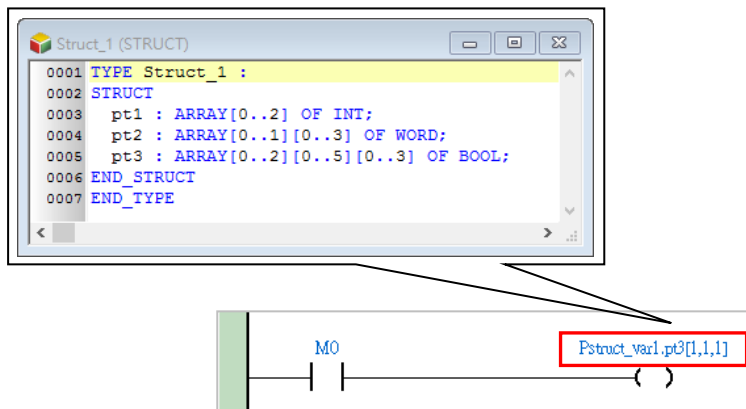 Struct_1 (STRUCT)
0001 TYPE Struct_1 :
0002 STRUCT
0003 pt1 : ARRAY[0..2] OF INT;
0004 pt2 : ARRAY[0..1][0..3] OF WORD;
0005 pt3 : ARRAY[0..2][0..5][0..3] OF BOOL;
0006 END_STRUCT
0007 END_TYPE
M0
Pstruct_var1.pt3[1,1,1]